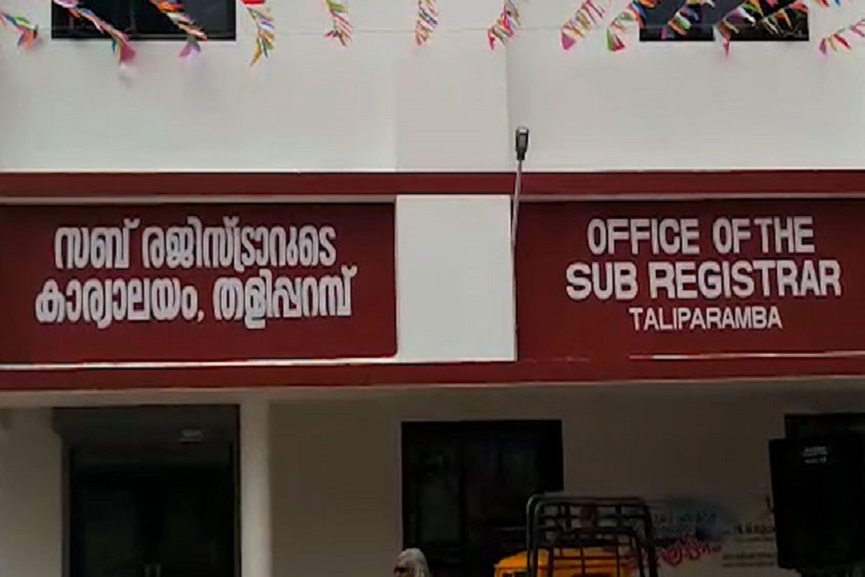 സബ് രജിസ്ട്രാറുടെ
കാര്യാലയം, തളിപ്പറമ്പ്
OFFICE OF THE
SUB REGISTRAR
TALIPARAMBA